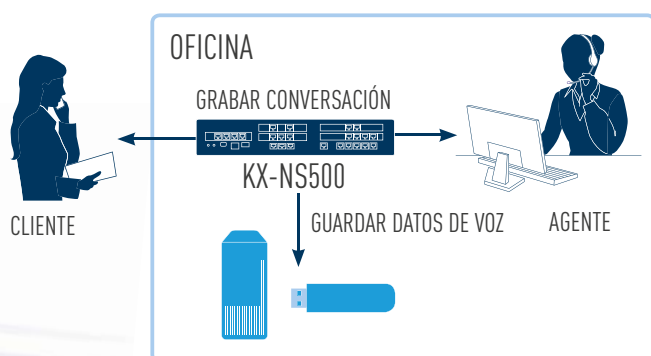 OFICINA
GRABAR CONVERSACIÓN
KX-NS500
CLIENTE
GUARDAR DATOS DE VOZ
AGENTE